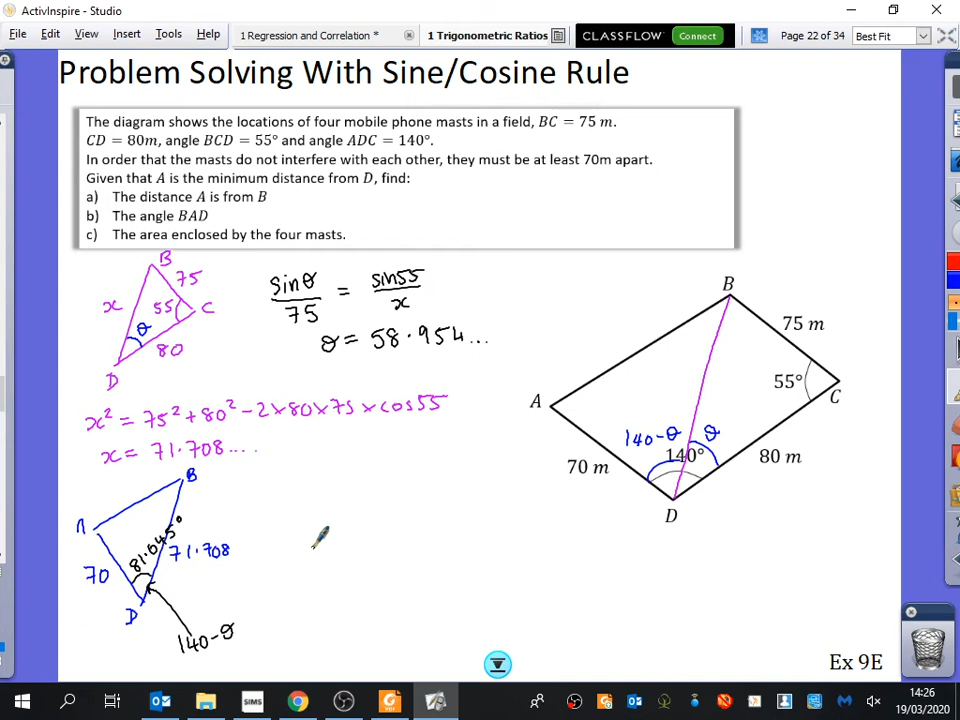 ActivInspire - Studio
File Edit View Insert Tools Help
1 Regression and Correlation *
1 Trigonometric Ratios
CLASSFLOW Connect
Page 22 of 34
Best Fit
Problem Solving With Sine/Cosine Rule
The diagram shows the locations of four mobile phone masts in a field, BC = 75 m.
CD = 80m, angle BCD = 55° and angle ADC = 140°.
In order that the masts do not interfere with each other, they must be at least 70m apart.
Given that A is the minimum distance from D, find:
a) The distance A is from B
b) The angle BAD
c) The area enclosed by the four masts.
B
75
x
55
C
θ
80
D
sinθ/75 = sin55/x
θ = 58.954...
x² = 75² + 80² - 2×80×75×cos55
x = 71.708....
B
A
81.045°
71.708
70
D
140-θ
B
75 m
55°
C
A
140-θ
θ
140°
70 m
80 m
D
Ex 9E
SIMS
14:26
19/03/2020